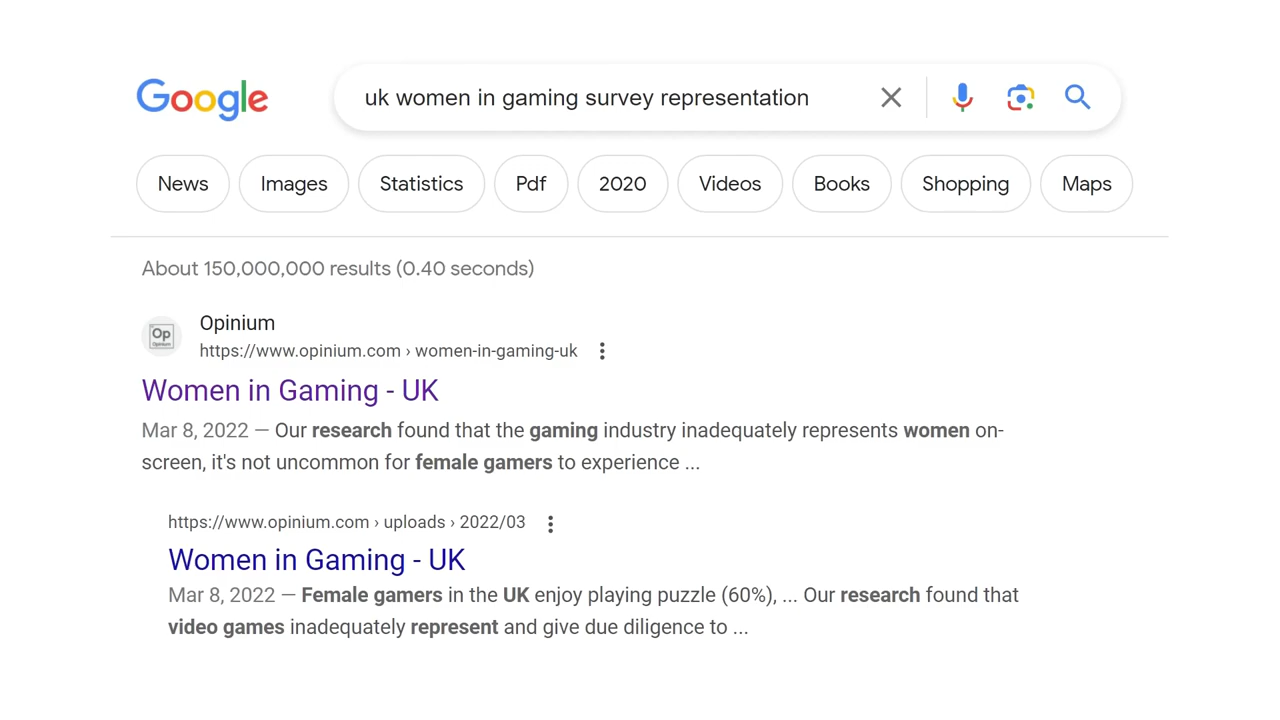 Google
uk women in gaming survey representation
News Images Statistics Pdf 2020 Videos Books Shopping Maps
About 150,000,000 results (0.40 seconds)
Op
Opinium
Opinium
https://www.opinium.com › women-in-gaming-uk
Women in Gaming - UK
Mar 8, 2022 — Our research found that the gaming industry inadequately represents women on-
screen, it's not uncommon for female gamers to experience ...
https://www.opinium.com › uploads › 2022/03
Women in Gaming - UK
Mar 8, 2022 — Female gamers in the UK enjoy playing puzzle (60%), ... Our research found that
video games inadequately represent and give due diligence to ...